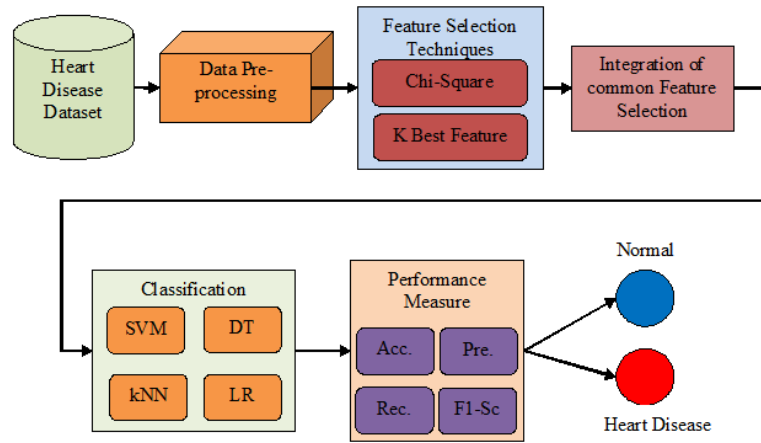 Heart
Disease
Dataset
Data Pre-
processing
Feature Selection
Techniques
Chi-Square
K Best Feature
Integration of
common Feature
Selection
Classification
SVM
DT
kNN
LR
Performance
Measure
Acc.
Pre.
Rec.
F1-Sc
Normal
Heart Disease